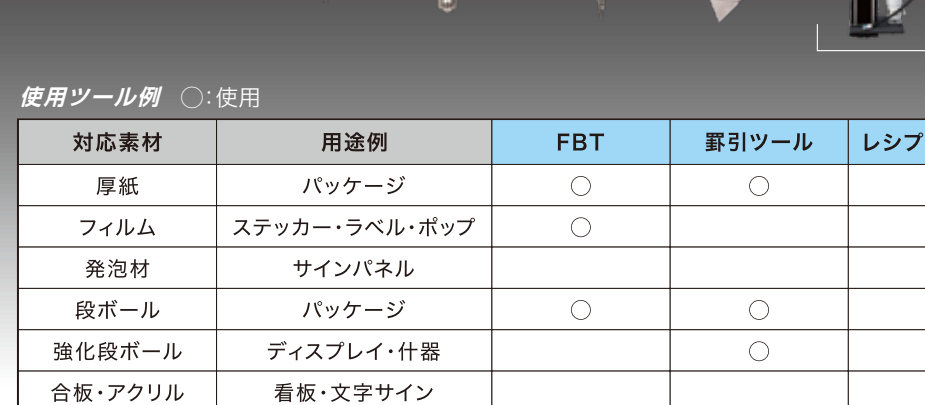 使用ツール例 ○：使用
対応素材 用途例 FBT 罫引ツール レシプ
厚紙 パッケージ ○ ○
フィルム ステッカー・ラベル・ポップ ○
発泡材 サインパネル
段ボール パッケージ ○ ○
強化段ボール ディスプレイ・什器 ○
合板・アクリル 看板・文字サイン